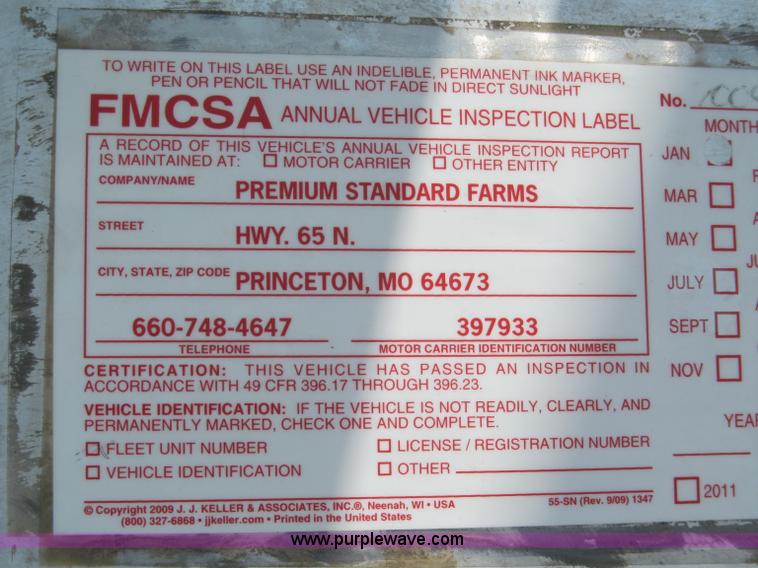 TO WRITE ON THIS LABEL USE AN INDELIBLE, PERMANENT INK MARKER,
PEN OR PENCIL THAT WILL NOT FADE IN DIRECT SUNLIGHT
FMCSA ANNUAL VEHICLE INSPECTION LABEL
No.
MONTH
A RECORD OF THIS VEHICLE'S ANNUAL VEHICLE INSPECTION REPORT
IS MAINTAINED AT: MOTOR CARRIER OTHER ENTITY
JAN
COMPANY/NAME PREMIUM STANDARD FARMS
MAR
STREET HWY. 65 N.
MAY
CITY, STATE, ZIP CODE PRINCETON, MO 64673
JULY
660-748-4647 397933
SEPT
TELEPHONE MOTOR CARRIER IDENTIFICATION NUMBER
NOV
CERTIFICATION: THIS VEHICLE HAS PASSED AN INSPECTION IN
ACCORDANCE WITH 49 CFR 396.17 THROUGH 396.23.
VEHICLE IDENTIFICATION: IF THE VEHICLE IS NOT READILY, CLEARLY, AND
PERMANENTLY MARKED, CHECK ONE AND COMPLETE.
YEAR
FLEET UNIT NUMBER LICENSE / REGISTRATION NUMBER
VEHICLE IDENTIFICATION OTHER
2011
© Copyright 2009 J. J. KELLER & ASSOCIATES, INC.®, Neenah, WI • USA
55-SN (Rev. 9/09) 1347
(800) 327-6868 • jjkeller.com • Printed in the United States
www.purplewave.com